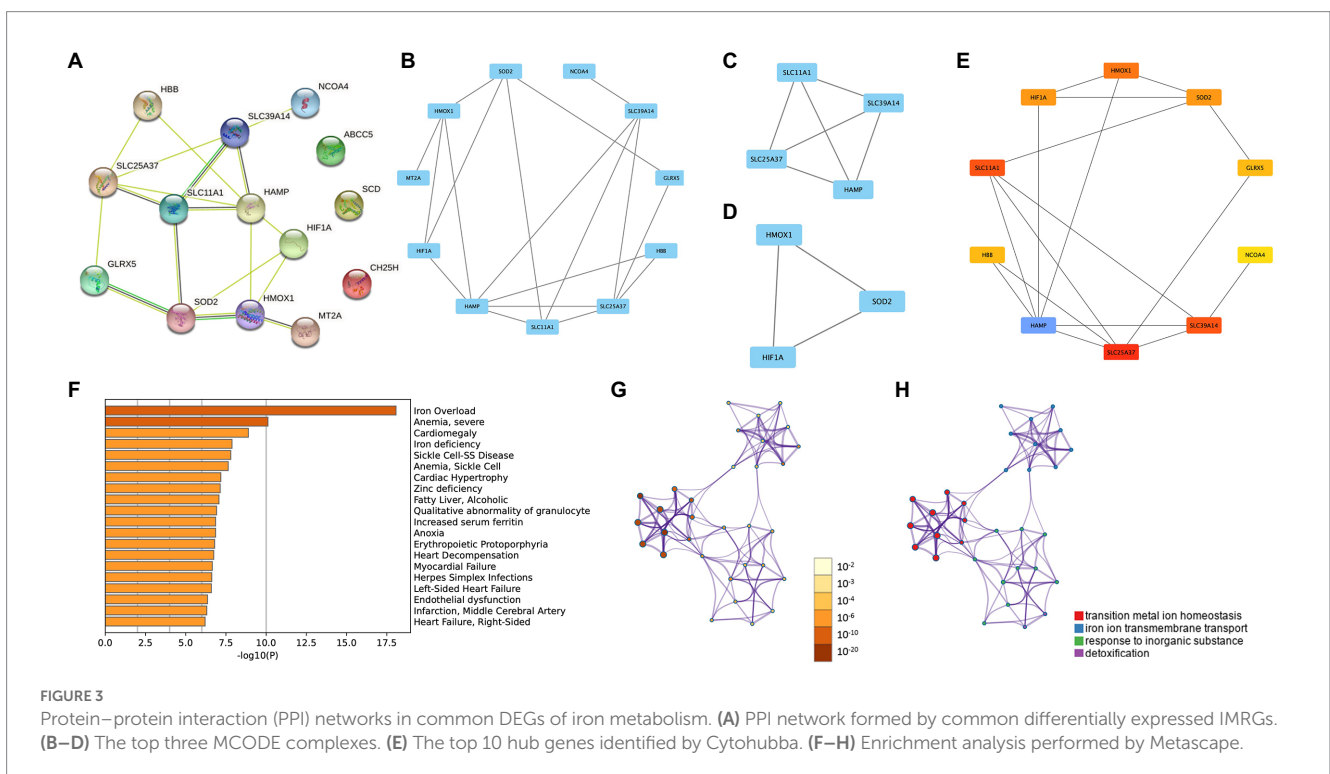 A
HBB
NCOA4
SLC39A14
ABCC5
SLC25A37
SLC11A1
HAMP
SCD
HIF1A
GLRX5
CH25H
SOD2
HMOX1
MT2A
B
SOD2
NCOA4
HMOX1
SLC39A14
MT2A
GLRX5
HIF1A
HBB
HAMP
SLC25A37
SLC11A1
C
SLC11A1
SLC39A14
SLC25A37
HAMP
D
HMOX1
SOD2
HIF1A
E
HMOX1
HIF1A
SOD2
SLC11A1
GLRX5
HBB
NCOA4
HAMP
SLC39A14
SLC25A37
F
Iron Overload
Anemia, severe
Cardiomegaly
Iron deficiency
Sickle Cell-SS Disease
Anemia, Sickle Cell
Cardiac Hypertrophy
Zinc deficiency
Fatty Liver, Alcoholic
Qualitative abnormality of granulocyte
Increased serum ferritin
Anoxia
Erythropoietic Protoporphyria
Heart Decompensation
Myocardial Failure
Herpes Simplex Infections
Left-Sided Heart Failure
Endothelial dysfunction
Infarction, Middle Cerebral Artery
Heart Failure, Right-Sided
0.0 2.5 5.0 7.5 10.0 12.5 15.0 17.5
-log10(P)
G
10-2
10-3
10-4
10-6
10-10
10-20
H
transition metal ion homeostasis
iron ion transmembrane transport
response to inorganic substance
detoxification
FIGURE 3
Protein–protein interaction (PPI) networks in common DEGs of iron metabolism. (A) PPI network formed by common differentially expressed IMRGs.
(B–D) The top three MCODE complexes. (E) The top 10 hub genes identified by Cytohubba. (F–H) Enrichment analysis performed by Metascape.